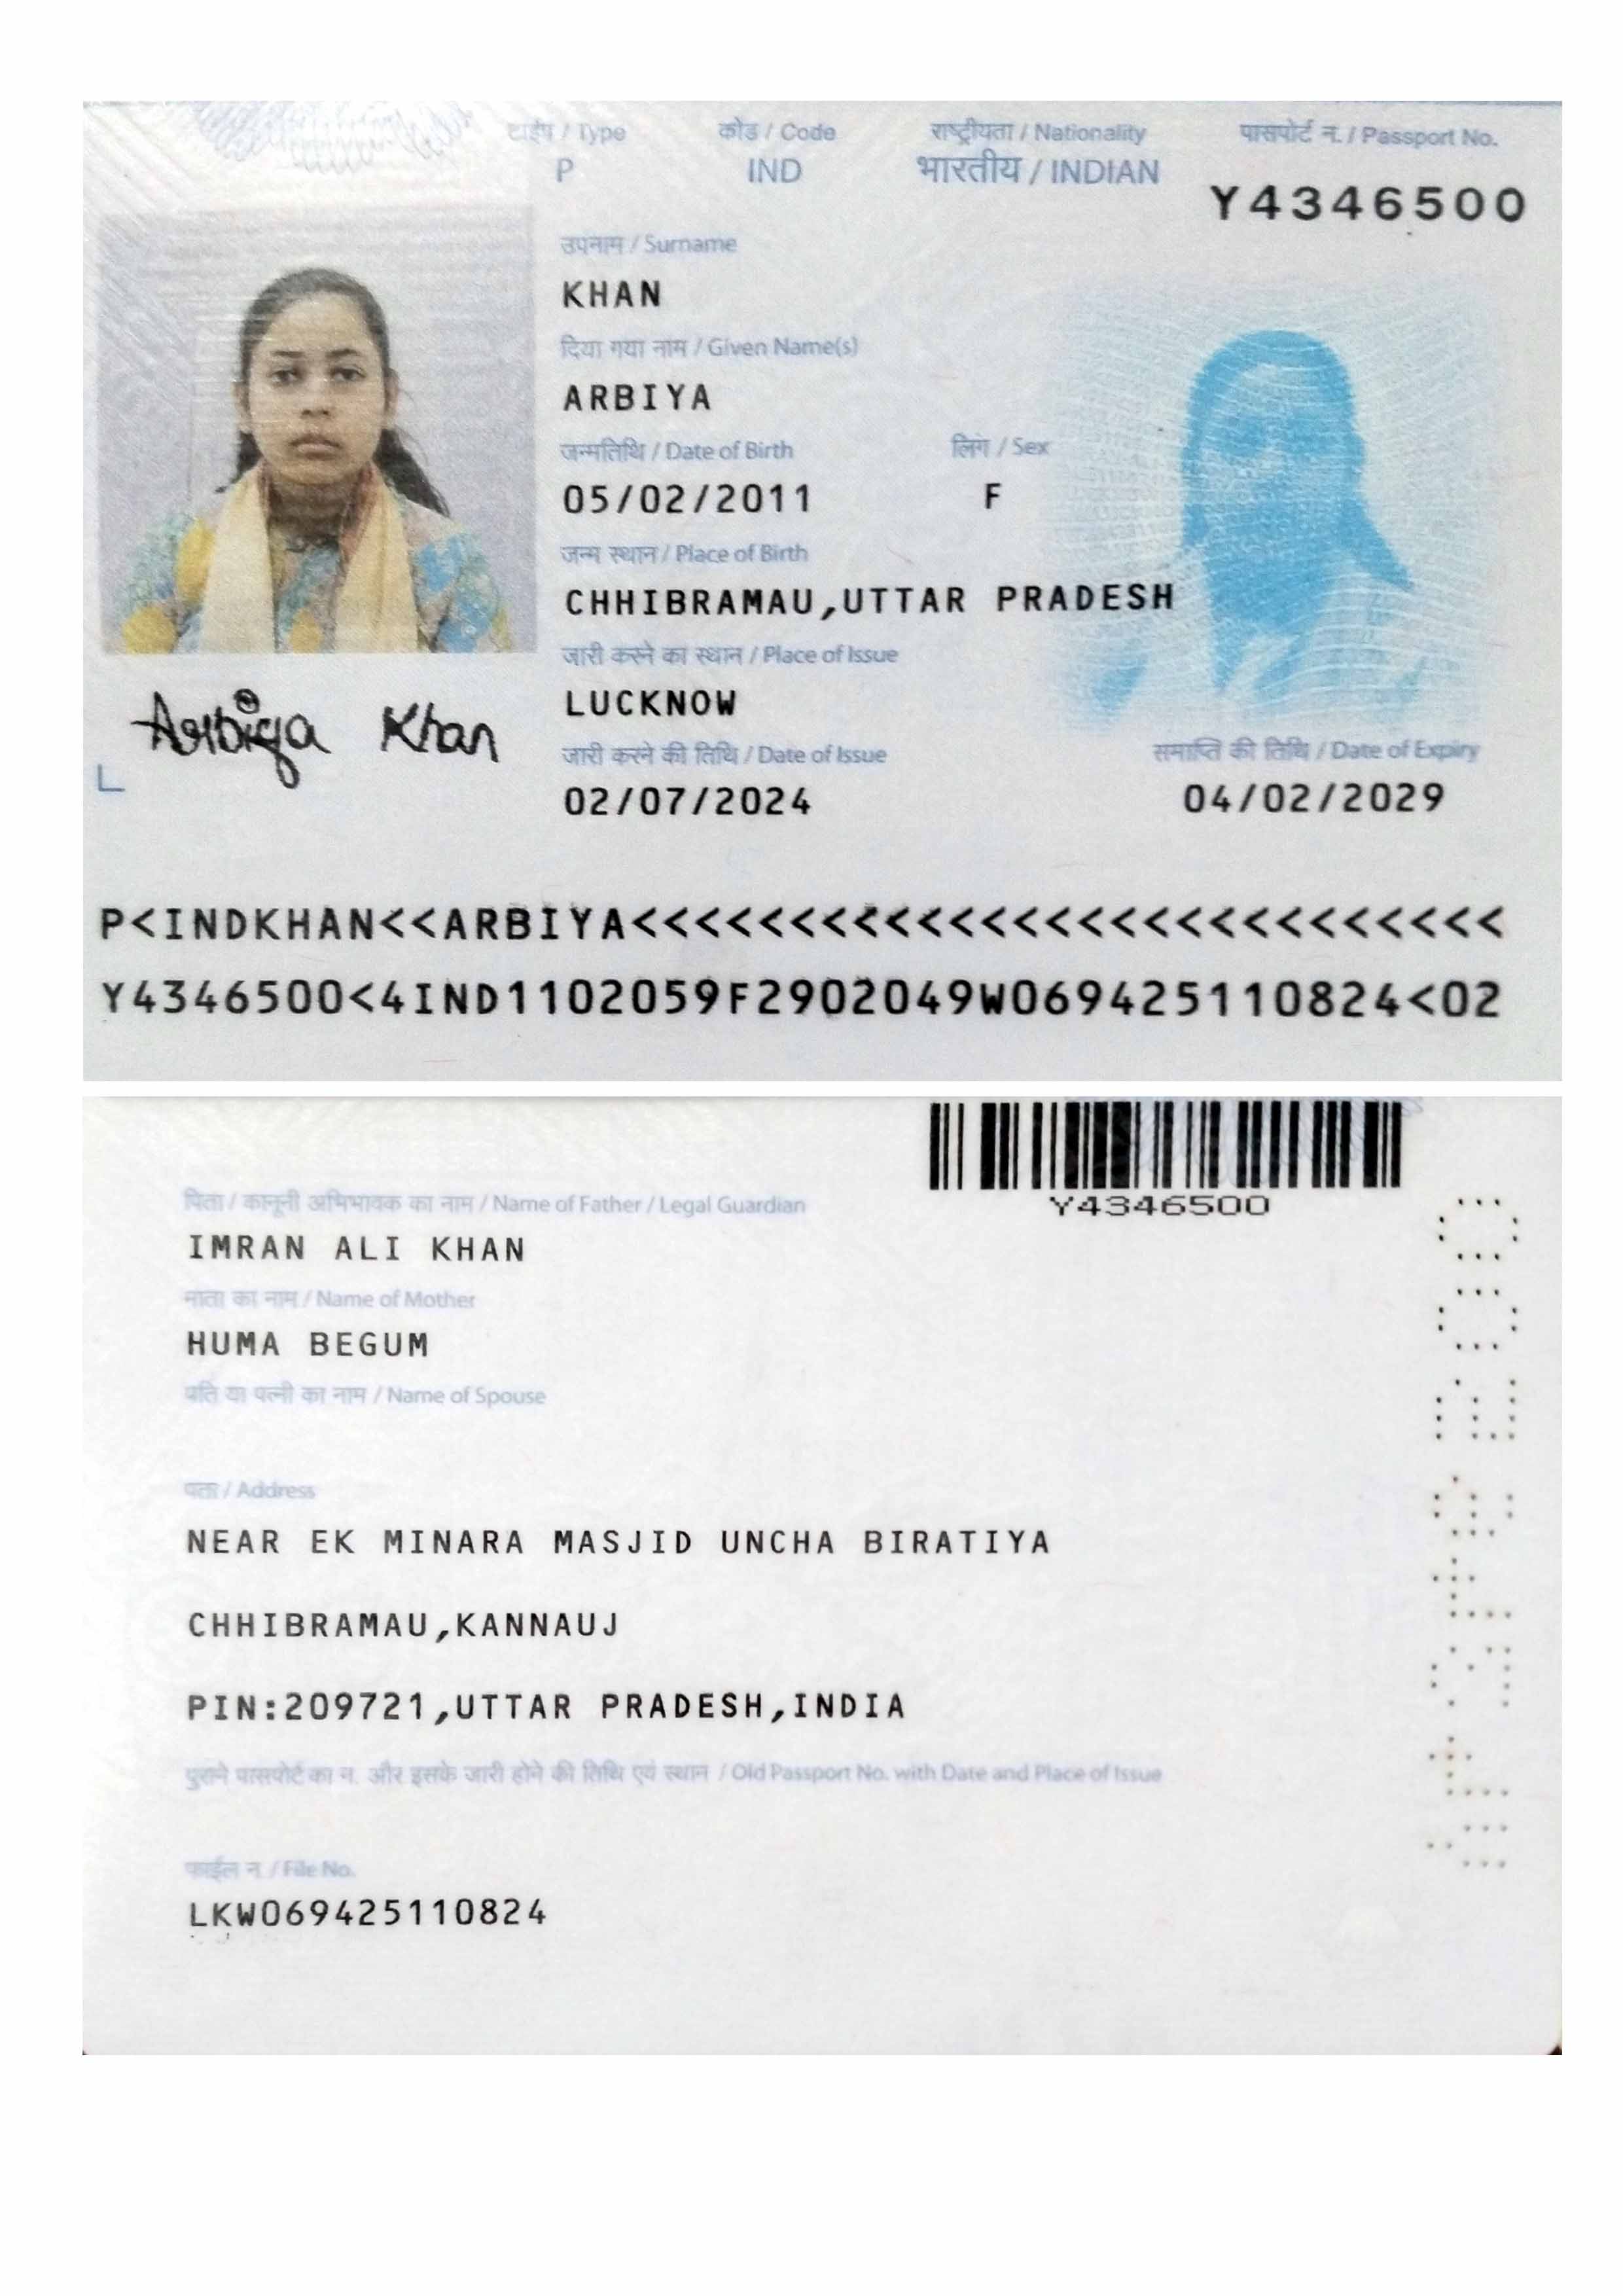 टाईप / Type कोड / Code राष्ट्रीयता / Nationality पासपोर्ट न. / Passport No.
P IND भारतीय / INDIAN Y4346500
उपनाम / Surname
KHAN
दिया गया नाम / Given Name(s)
ARBIYA
जन्मतिथि / Date of Birth लिंग / Sex
05/02/2011 F
जन्म स्थान / Place of Birth
CHHIBRAMAU,UTTAR PRADESH
जारी करने का स्थान / Place of Issue
LUCKNOW
Arbiya Khan
L
जारी करने की तिथि / Date of Issue समाप्ति की तिथि / Date of Expiry
02/07/2024 04/02/2029
P<INDKHAN<<ARBIYA<<<<<<<<<<<<<<<<<<<<<<<<<<<
Y4346500<4IND1102059F2902049W069425110824<02
Y4346500
पिता / कानूनी अभिभावक का नाम / Name of Father / Legal Guardian
IMRAN ALI KHAN
माता का नाम / Name of Mother
HUMA BEGUM
पति या पत्नी का नाम / Name of Spouse
पता / Address
NEAR EK MINARA MASJID UNCHA BIRATIYA
CHHIBRAMAU,KANNAUJ
PIN:209721,UTTAR PRADESH,INDIA
पुराने पासपोर्ट का न. और इसके जारी होने की तिथि एवं स्थान / Old Passport No. with Date and Place of Issue
फाईल न. / File No.
LKW069425110824